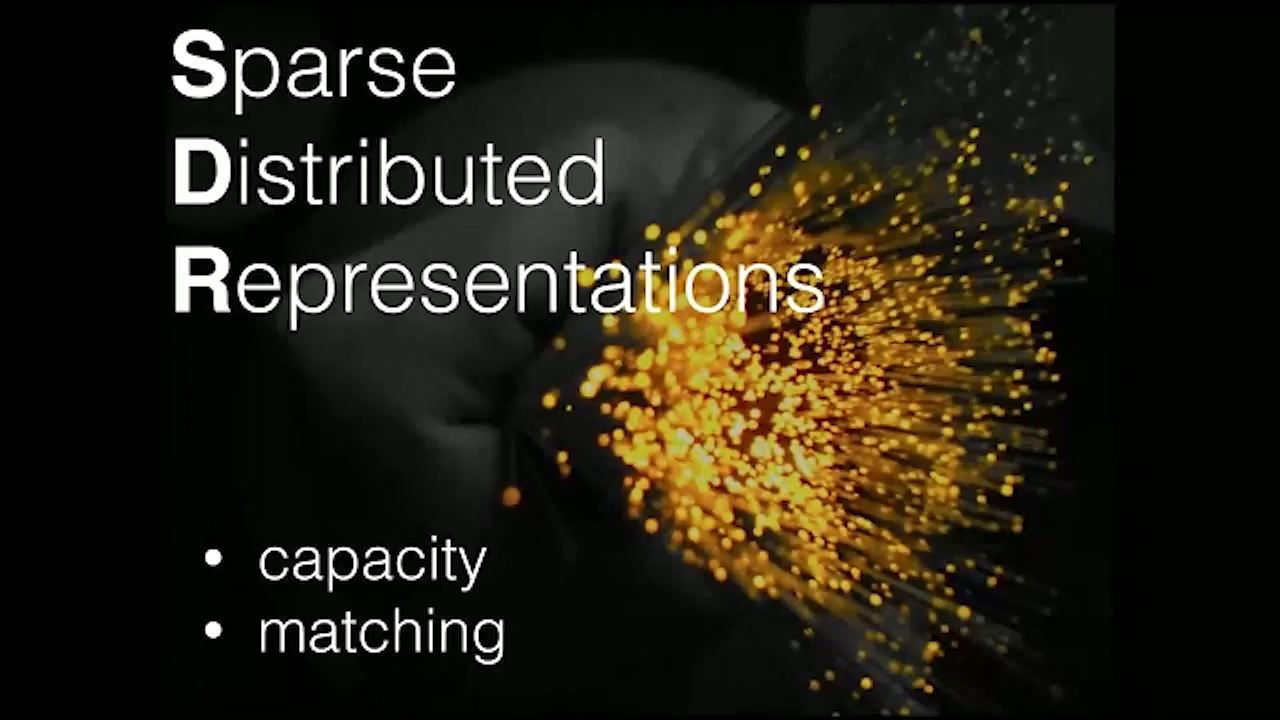 Sparse
Distributed
Representations
• capacity
• matching